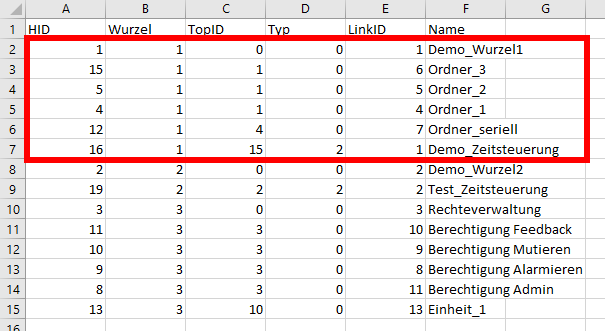 A B C D E F G
1 HID Wurzel TopID Typ LinkID Name
2 1 1 0 0 1 Demo_Wurzel1
3 15 1 1 0 6 Ordner_3
4 5 1 1 0 5 Ordner_2
5 4 1 1 0 4 Ordner_1
6 12 1 4 0 7 Ordner_seriell
7 16 1 15 2 1 Demo_Zeitsteuerung
8 2 2 0 0 2 Demo_Wurzel2
9 19 2 2 2 2 Test_Zeitsteuerung
10 3 3 0 0 3 Rechteverwaltung
11 11 3 3 0 10 Berechtigung Feedback
12 10 3 3 0 9 Berechtigung Mutieren
13 9 3 3 0 8 Berechtigung Alarmieren
14 8 3 3 0 11 Berechtigung Admin
15 13 3 10 0 13 Einheit_1